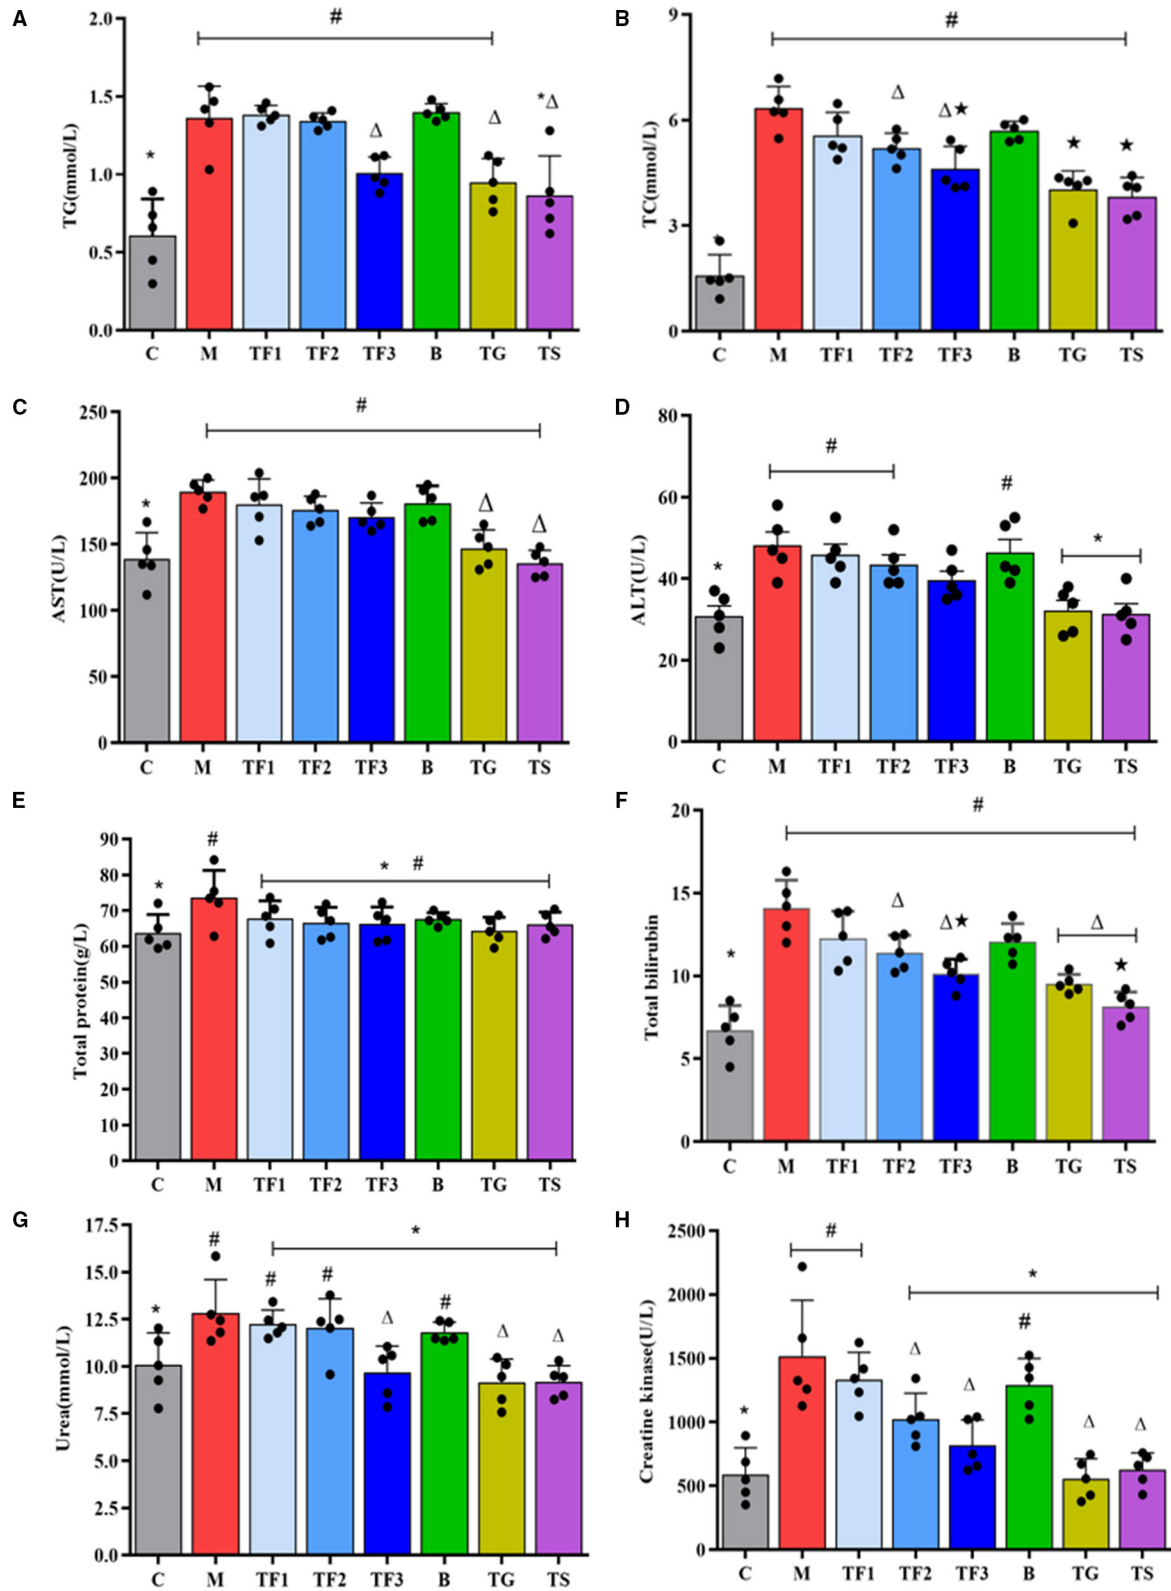 A
TG(mmol/L)
2.0
1.5
1.0
0.5
0.0
#
*
Δ
Δ
*Δ
C M TF1 TF2 TF3 B TG TS
B
TC(mmol/L)
9
6
3
0
#
*
Δ
Δ★
★
★
C M TF1 TF2 TF3 B TG TS
C
AST(U/L)
250
200
150
100
50
0
#
*
Δ
Δ
C M TF1 TF2 TF3 B TG TS
D
ALT(U/L)
80
60
40
20
0
#
#
*
*
C M TF1 TF2 TF3 B TG TS
E
Total protein(g/L)
90
80
70
60
50
40
30
20
10
0
#
* #
*
C M TF1 TF2 TF3 B TG TS
F
Total bilirubin
20
15
10
5
0
#
*
Δ
Δ★
Δ
★
C M TF1 TF2 TF3 B TG TS
G
Urea(mmol/L)
17.5
15.0
12.5
10.0
7.5
5.0
2.5
0.0
*
#
#
#
Δ
#
Δ
Δ
*
C M TF1 TF2 TF3 B TG TS
H
Creatine kinase(U/L)
2500
2000
1500
1000
500
0
#
*
#
Δ
Δ
Δ
Δ
*
C M TF1 TF2 TF3 B TG TS